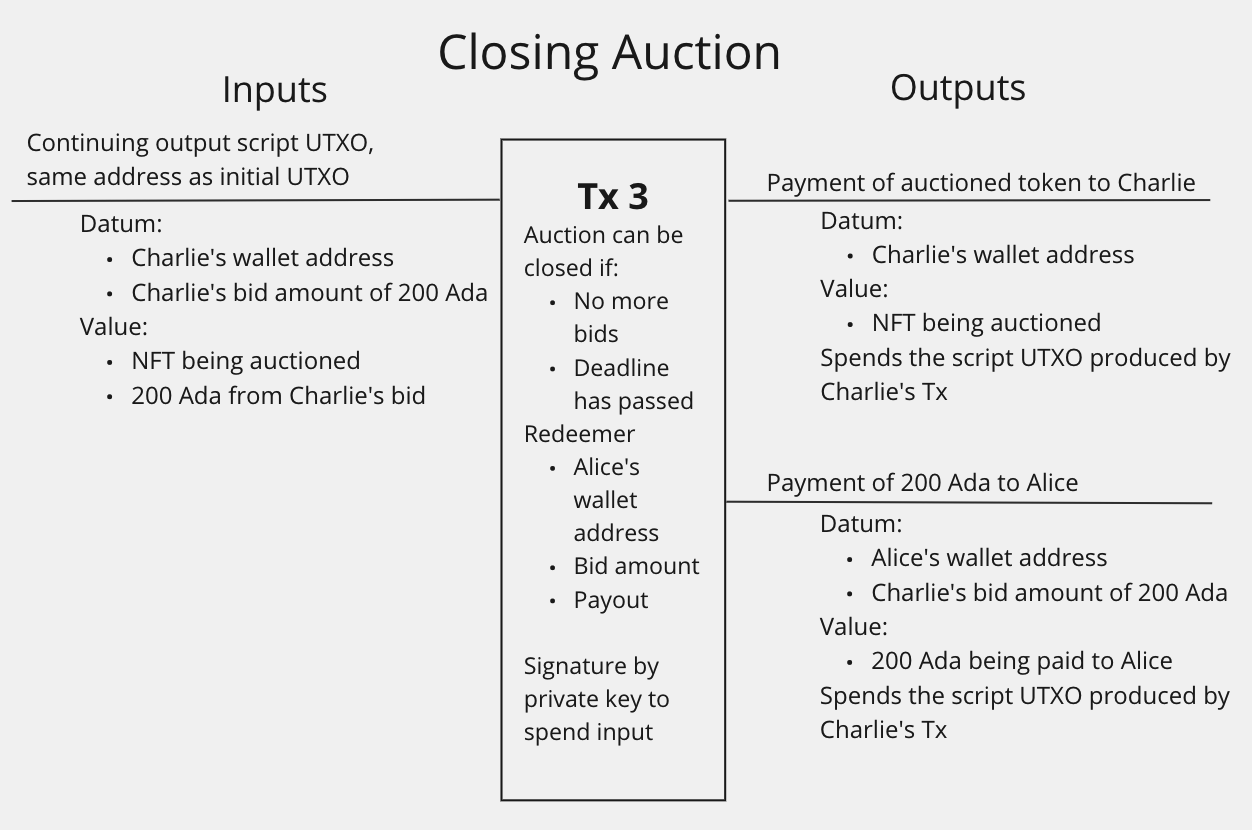 Closing Auction
Inputs
Outputs
Continuing output script UTXO,
same address as initial UTXO
Datum:
• Charlie's wallet address
• Charlie's bid amount of 200 Ada
Value:
• NFT being auctioned
• 200 Ada from Charlie's bid
Tx 3
Auction can be
closed if:
• No more
bids
• Deadline
has passed
Redeemer
• Alice's
wallet
address
• Bid amount
• Payout
Signature by
private key to
spend input
Payment of auctioned token to Charlie
Datum:
• Charlie's wallet address
Value:
• NFT being auctioned
Spends the script UTXO produced by
Charlie's Tx
Payment of 200 Ada to Alice
Datum:
• Alice's wallet address
• Charlie's bid amount of 200 Ada
Value:
• 200 Ada being paid to Alice
Spends the script UTXO produced by
Charlie's Tx